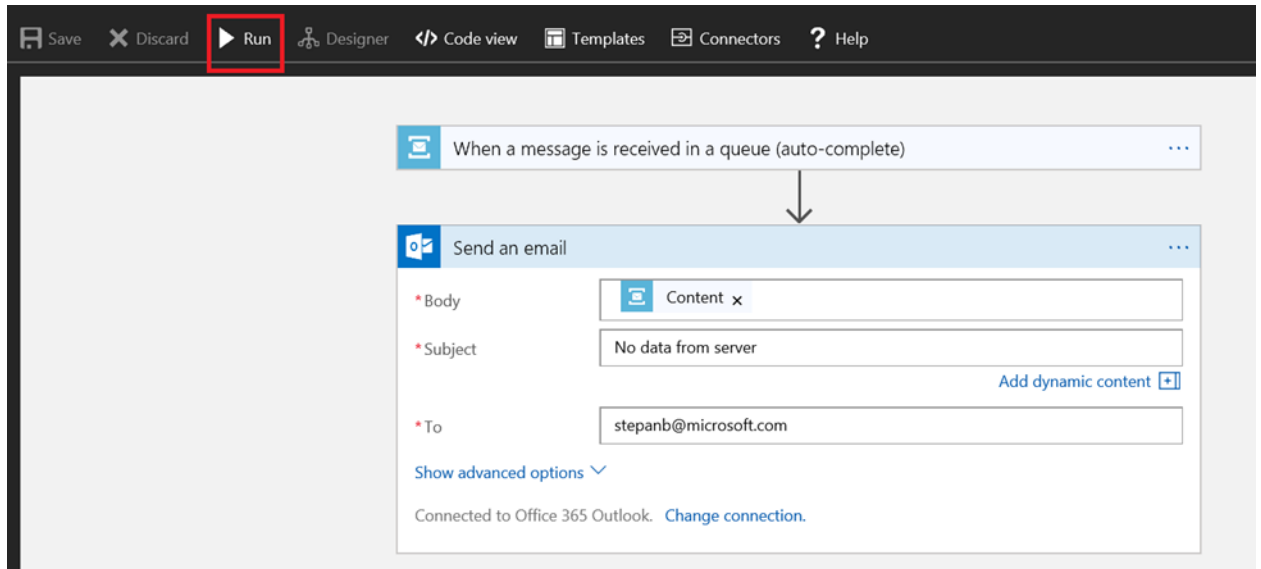 Save Discard Run Designer </> Code view Templates Connectors ? Help
When a message is received in a queue (auto-complete) ...
Send an email ...
*Body Content ×
*Subject No data from server
Add dynamic content
*To stepanb@microsoft.com
Show advanced options
Connected to Office 365 Outlook. Change connection.